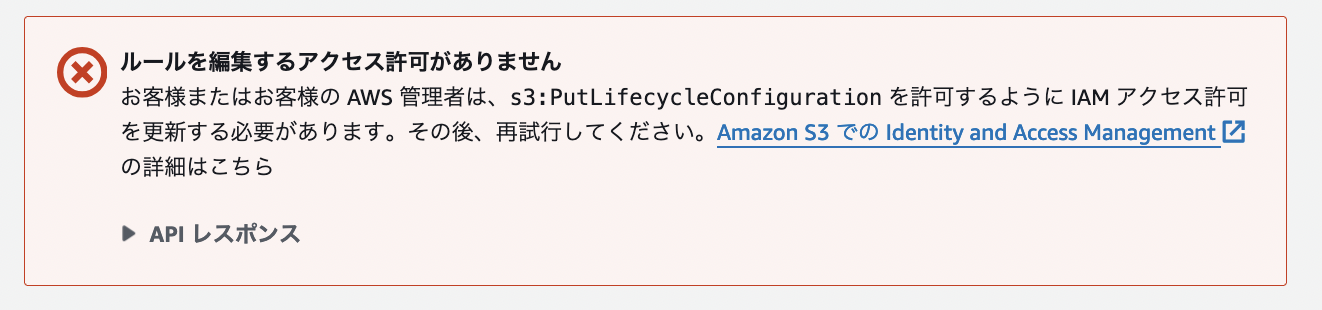 ルールを編集するアクセス許可がありません
お客様またはお客様の AWS 管理者は、s3:PutLifecycleConfiguration を許可するように IAM アクセス許可
を更新する必要があります。その後、再試行してください。Amazon S3 での Identity and Access Management
の詳細はこちら
API レスポンス